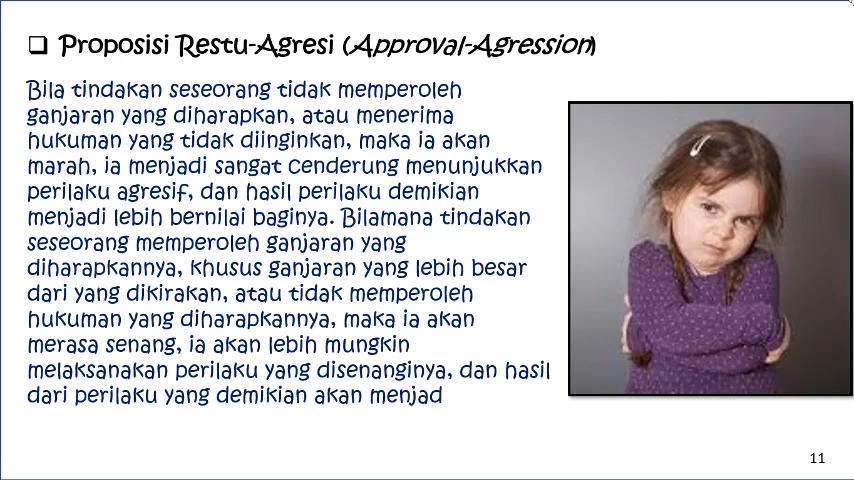 ❑ Proposisi Restu-Agresi (Approval-Agression)
Bila tindakan seseorang tidak memperoleh
ganjaran yang diharapkan, atau menerima
hukuman yang tidak diinginkan, maka ia akan
marah, ia menjadi sangat cenderung menunjukkan
perilaku agresif, dan hasil perilaku demikian
menjadi lebih bernilai baginya. Bilamana tindakan
seseorang memperoleh ganjaran yang
diharapkannya, khusus ganjaran yang lebih besar
dari yang dikirakan, atau tidak memperoleh
hukuman yang diharapkannya, maka ia akan
merasa senang, ia akan lebih mungkin
melaksanakan perilaku yang disenanginya, dan hasil
dari perilaku yang demikian akan menjad
11